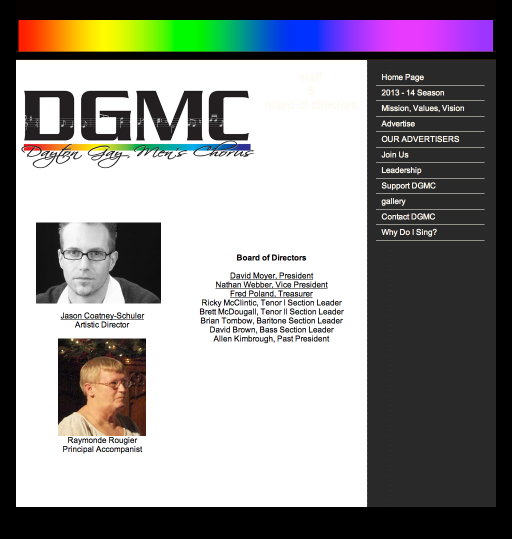 staff
&
board of directors
DGMC
Dayton Gay Men's Chorus
Home Page
2013 - 14 Season
Mission, Values, Vision
Advertise
OUR ADVERTISERS
Join Us
Leadership
Support DGMC
gallery
Contact DGMC
Why Do I Sing?
Jason Coatney-Schuler
Artistic Director
Raymonde Rougier
Principal Accompanist
Board of Directors
David Moyer, President
Nathan Webber, Vice President
Fred Poland, Treasurer
Ricky McClintic, Tenor I Section Leader
Brett McDougall, Tenor II Section Leader
Brian Tombow, Baritone Section Leader
David Brown, Bass Section Leader
Allen Kimbrough, Past President